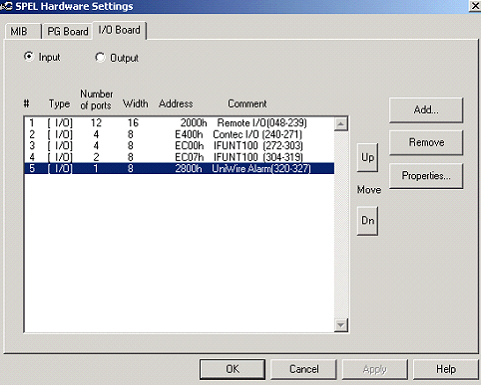 SPEL Hardware Settings
MIB PG Board I/O Board
Input Output
# Type Number of ports Width Address Comment
1 [ I/O] 12 16 2000h Remote I/O(048-239)
2 [ I/O] 4 8 E400h Contec I/O (240-271)
3 [ I/O] 4 8 EC00h IFUNT100 (272-303)
4 [ I/O] 2 8 EC07h IFUNT100 (304-319)
5 [ I/O] 1 8 2800h UniWire Alarm(320-327)
Add...
Remove
Properties...
Up
Move
Dn
OK Cancel Apply Help